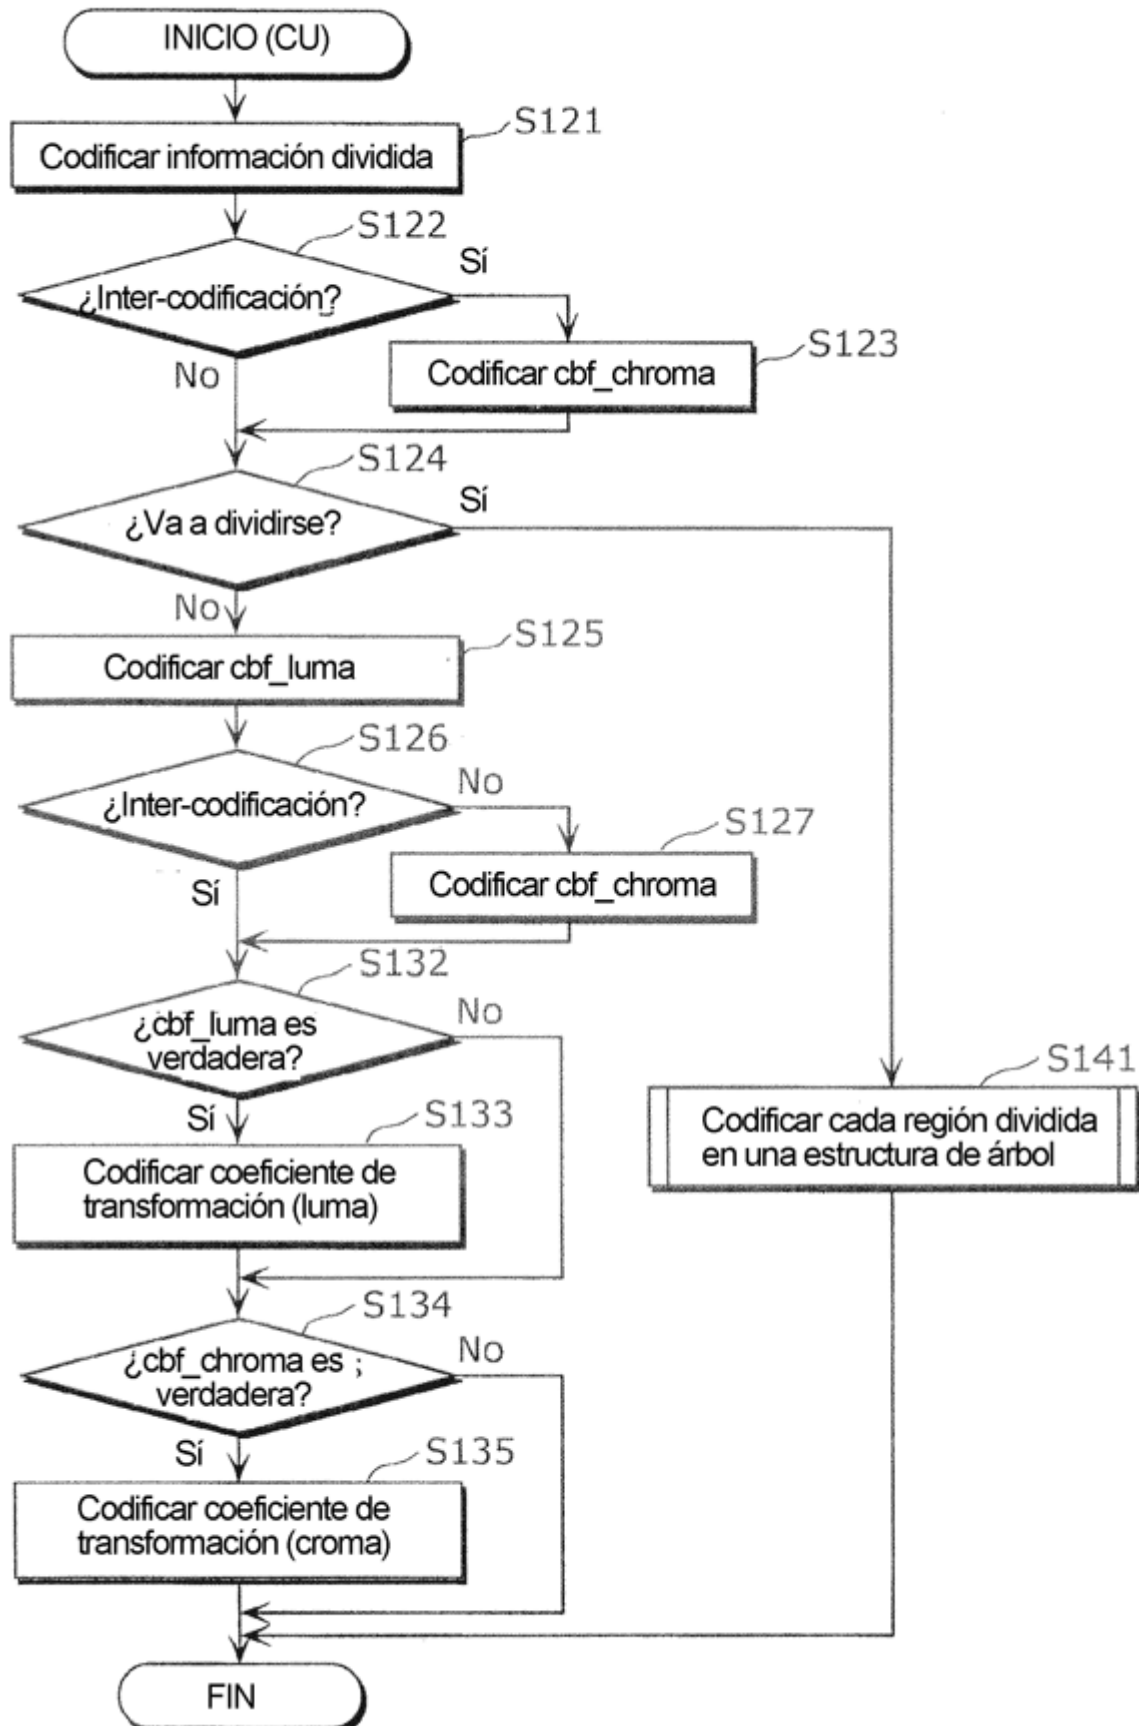 INICIO (CU)
S121
Codificar información dividida
S122
Sí
¿Inter-codificación?
S123
Codificar cbf_chroma
No
S124
Sí
¿Va a dividirse?
No
S125
Codificar cbf_luma
S126
No
¿Inter-codificación?
S127
Codificar cbf_chroma
Sí
S132
No
¿cbf_luma es
verdadera?
S141
Codificar cada región dividida
en una estructura de árbol
Sí
S133
Codificar coeficiente de
transformación (luma)
S134
No
¿cbf_chroma es
verdadera?
Sí
S135
Codificar coeficiente de
transformación (croma)
FIN